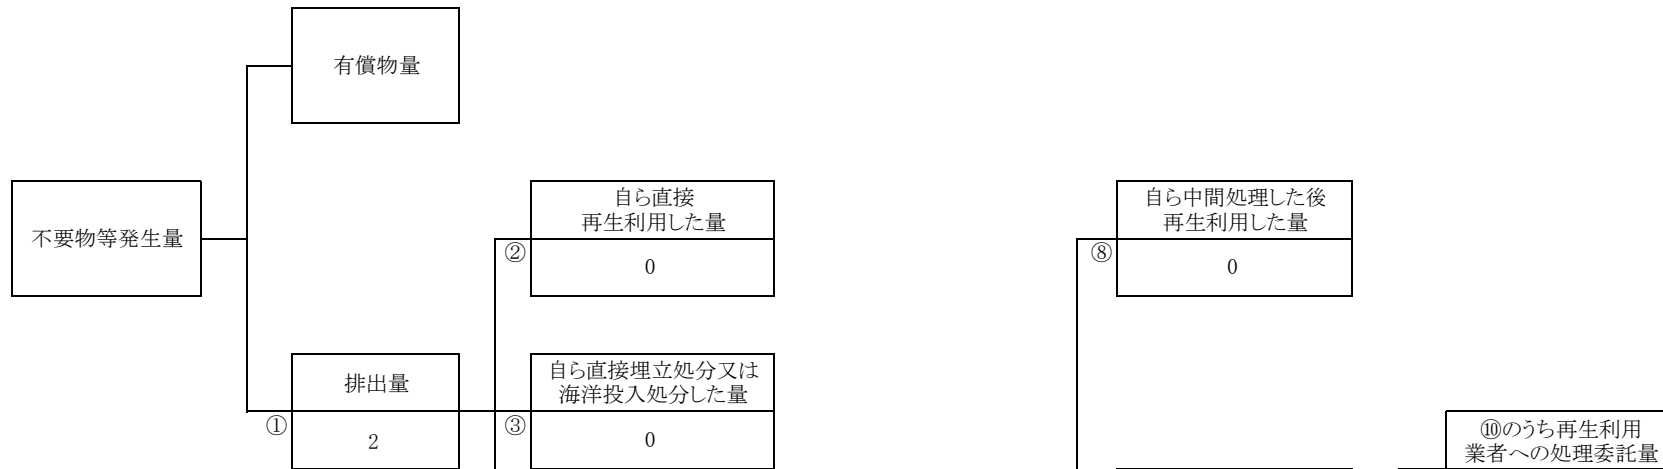 有償物量
不要物等発生量
自ら直接
再生利用した量
②
0
自ら中間処理した後
再生利用した量
⑧
0
排出量
①
2
自ら直接埋立処分又は
海洋投入処分した量
③
0
⑩のうち再生利用
業者への処理委託量